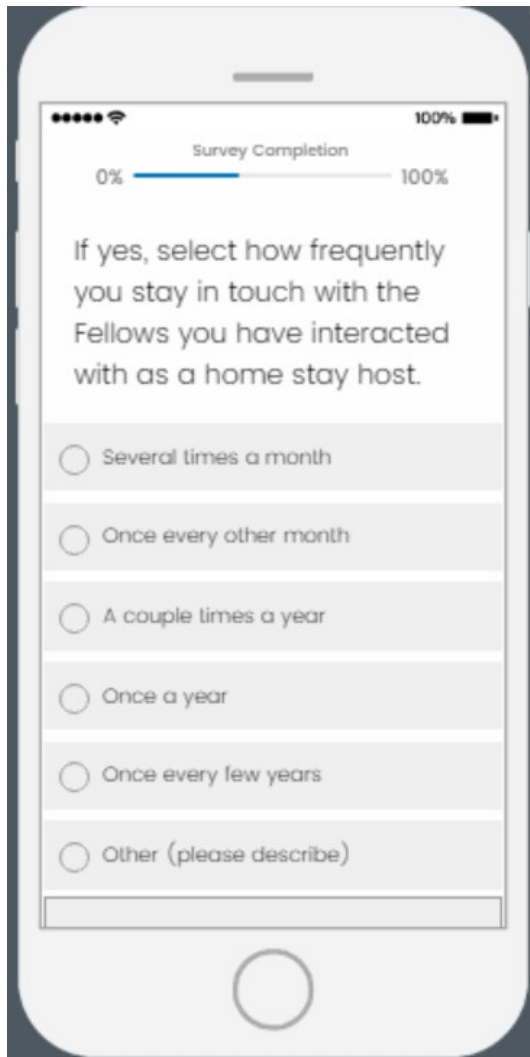 100%
Survey Completion
0% 100%
If yes, select how frequently
you stay in touch with the
Fellows you have interacted
with as a home stay host.
Several times a month
Once every other month
A couple times a year
Once a year
Once every few years
Other (please describe)